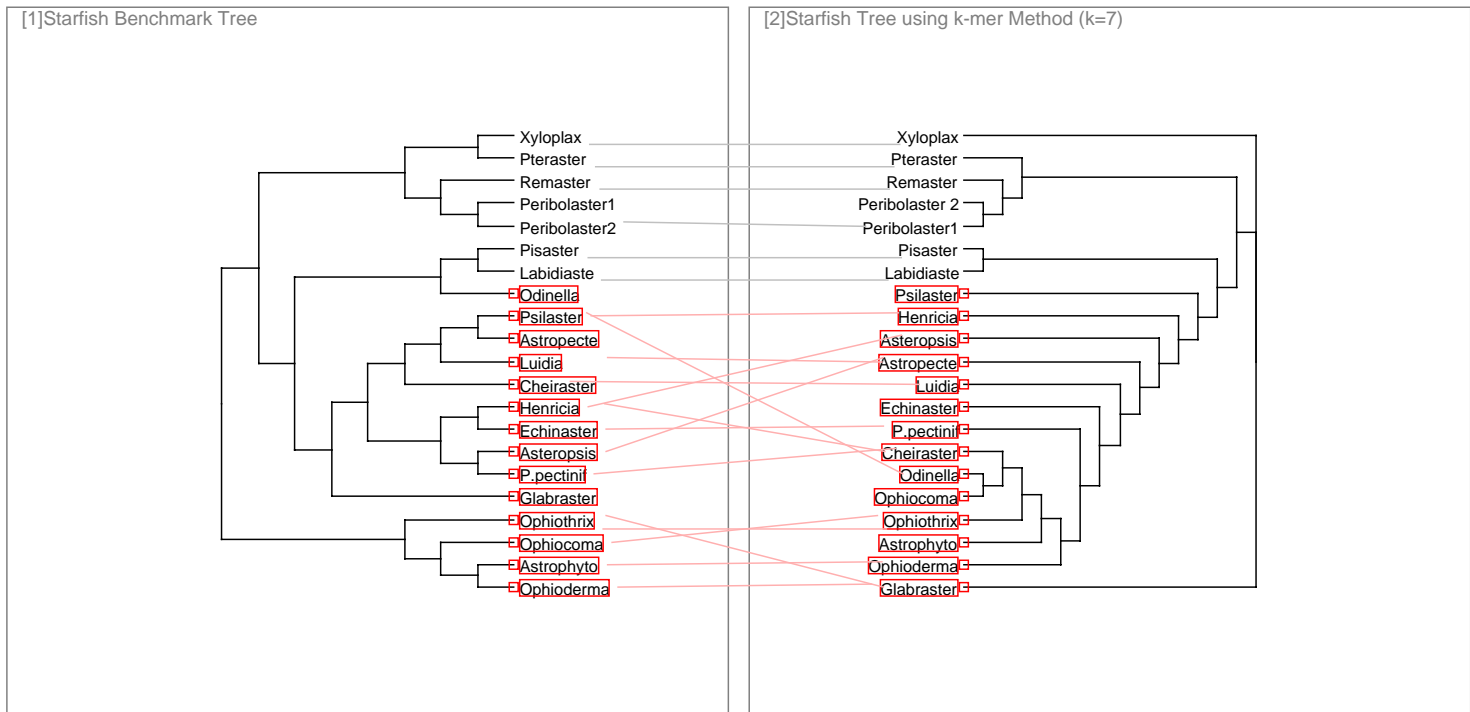 [1]Starfish Benchmark Tree
Xyloplax
Pteraster
Remaster
Peribolaster1
Peribolaster2
Pisaster
Labidiaste
Odinella
Psilaster
Astropecte
Luidia
Cheiraster
Henricia
Echinaster
Asteropsis
P.pectinif
Glabraster
Ophiothrix
Ophiocoma
Astrophyto
Ophioderma
[2]Starfish Tree using k-mer Method (k=7)
Xyloplax
Pteraster
Remaster
Peribolaster 2
Peribolaster1
Pisaster
Labidiaste
Psilaster
Henricia
Asteropsis
Astropecte
Luidia
Echinaster
P.pectinif
Cheiraster
Odinella
Ophiocoma
Ophiothrix
Astrophyto
Ophioderma
Glabraster